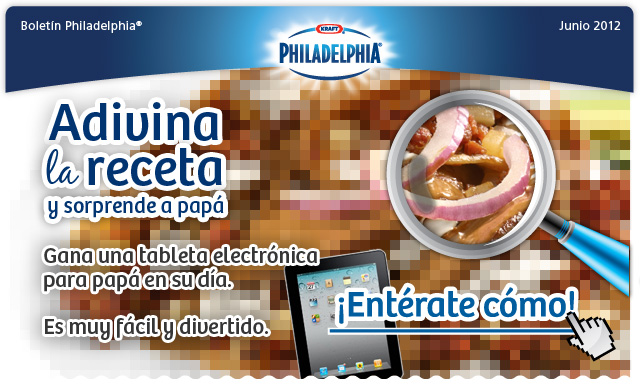 Boletín Philadelphia®
Junio 2012
KRAFT
PHILADELPHIA®
Adivina
la receta
y sorprende a papá
Gana una tableta electrónica
para papá en su día.
Es muy fácil y divertido.
¡Entérate cómo!